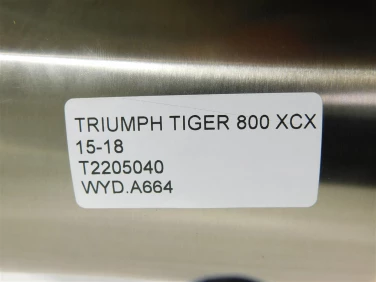 TRIUMPH TIGER 800 XCX
15-18
T2205040
WYD.A664